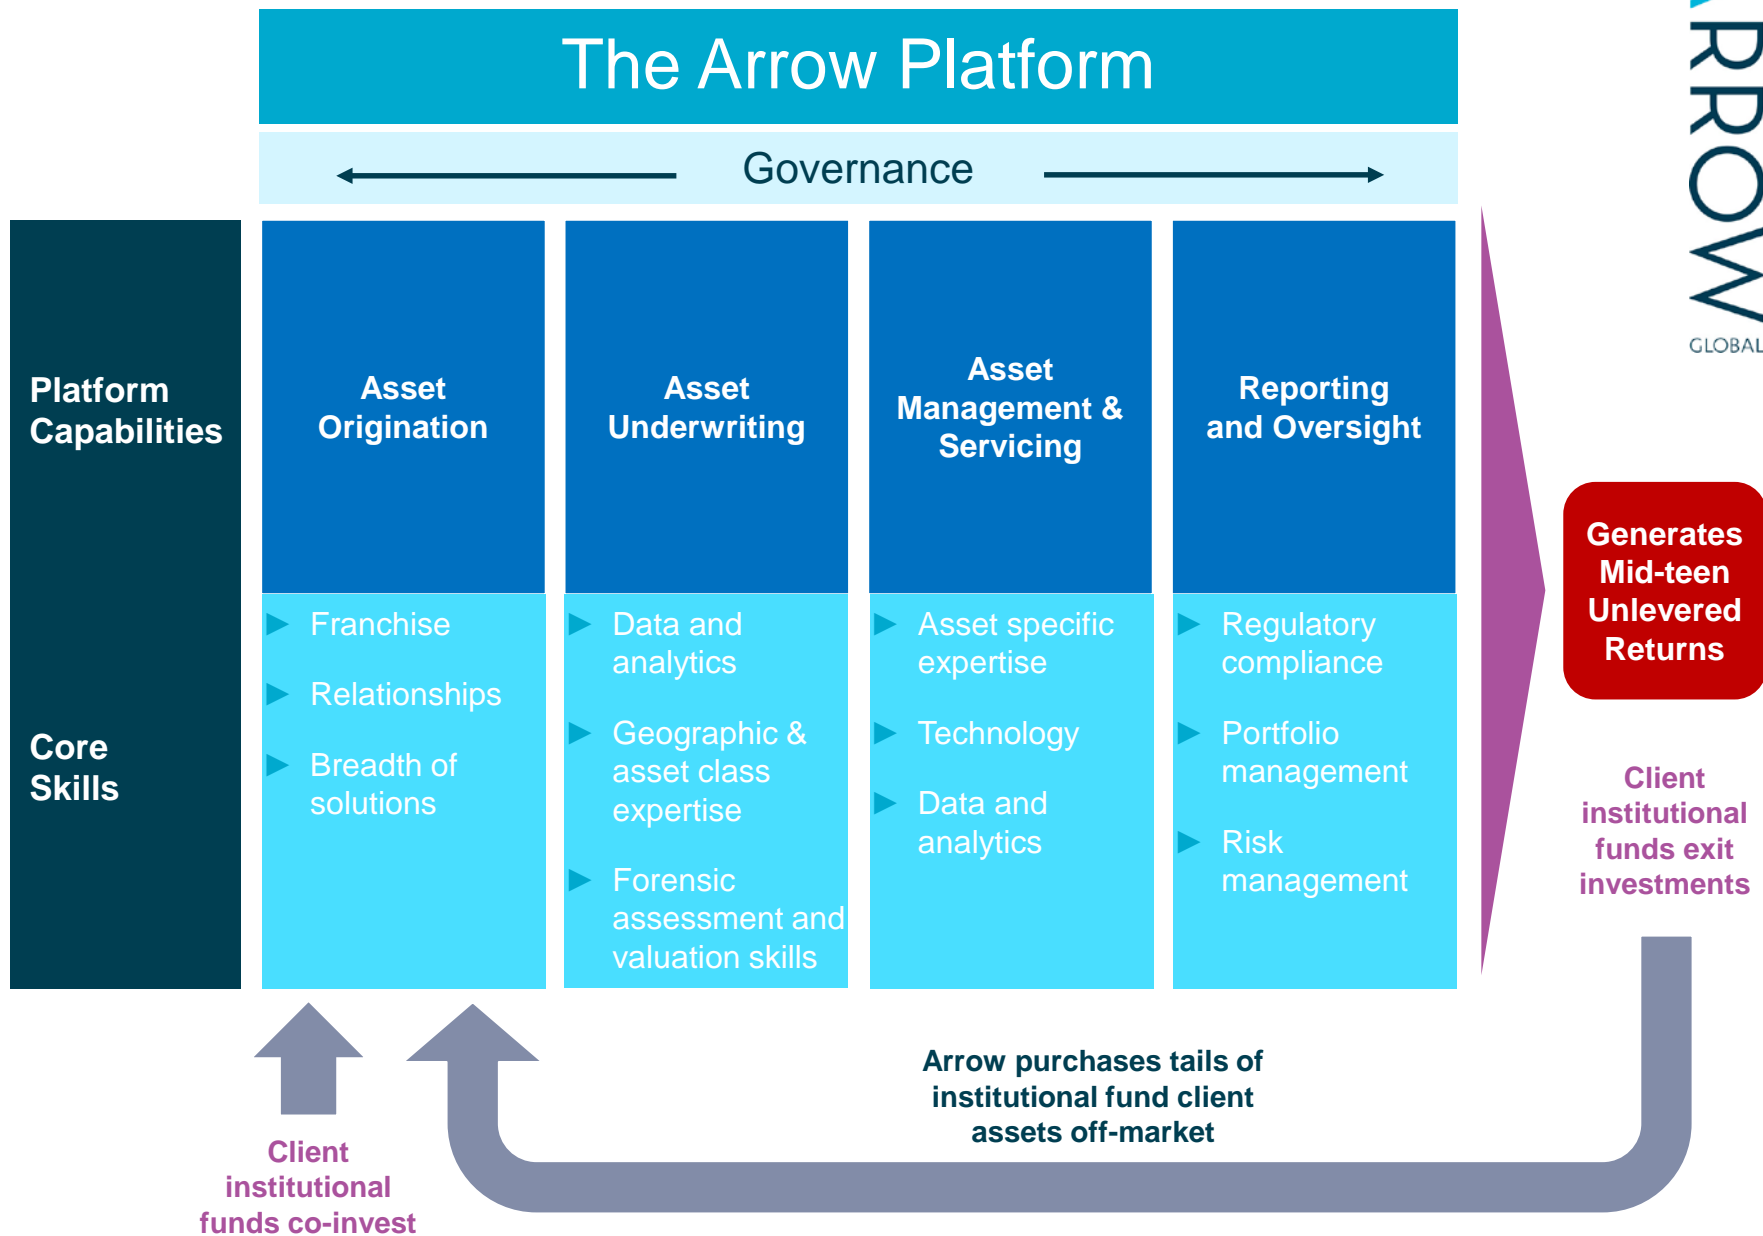 The Arrow Platform
Governance
ARROW
GLOBAL
Platform
Capabilities
Asset
Origination
Asset
Underwriting
Asset
Management &
Servicing
Reporting
and Oversight
Core
Skills
Franchise
Relationships
Breadth of
solutions
Data and
analytics
Geographic &
asset class
expertise
Forensic
assessment and
valuation skills
Asset specific
expertise
Technology
Data and
analytics
Regulatory
compliance
Portfolio
management
Risk
management
Generates
Mid-teen
Unlevered
Returns
Client
institutional
funds exit
investments
Arrow purchases tails of
institutional fund client
assets off-market
Client
institutional
funds co-invest